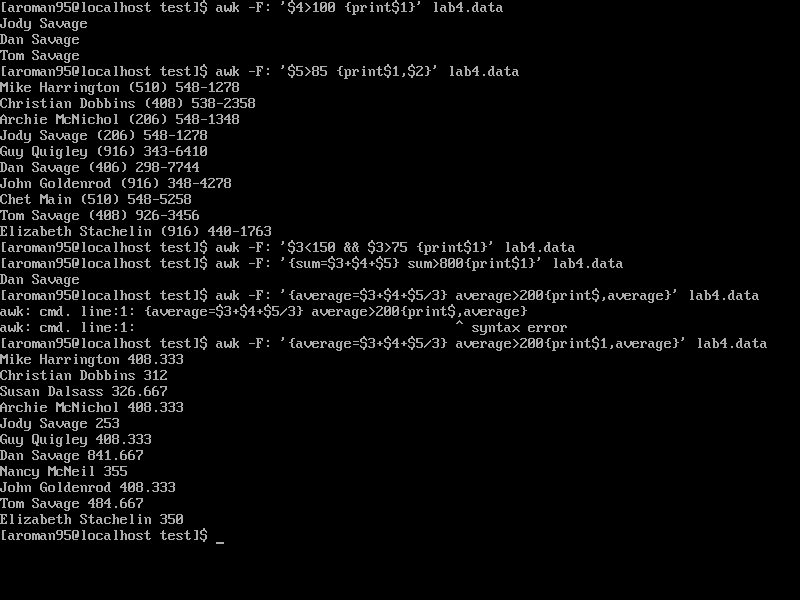 [aroman95@localhost test]$ awk -F: '$4>100 {print$1}' lab4.data
Jody Savage
Dan Savage
Tom Savage
[aroman95@localhost test]$ awk -F: '$5>85 {print$1,$2}' lab4.data
Mike Harrington (510) 548-1278
Christian Dobbins (408) 538-2358
Archie McNichol (206) 548-1348
Jody Savage (206) 548-1278
Guy Quigley (916) 343-6410
Dan Savage (406) 298-7744
John Goldenrod (916) 348-4278
Chet Main (510) 548-5258
Tom Savage (408) 926-3456
Elizabeth Stachelin (916) 440-1763
[aroman95@localhost test]$ awk -F: '$3<150 && $3>75 {print$1}' lab4.data
[aroman95@localhost test]$ awk -F: '{sum=$3+$4+$5} sum>800{print$1}' lab4.data
Dan Savage
[aroman95@localhost test]$ awk -F: '{average=$3+$4+$5/3} average>200{print$,average}' lab4.data
awk: cmd. line:1: {average=$3+$4+$5/3} average>200{print$,average}
awk: cmd. line:1:                                        ^ syntax error
[aroman95@localhost test]$ awk -F: '{average=$3+$4+$5/3} average>200{print$1,average}' lab4.data
Mike Harrington 408.333
Christian Dobbins 312
Susan Dalsass 326.667
Archie McNichol 408.333
Jody Savage 253
Guy Quigley 408.333
Dan Savage 841.667
Nancy McNeil 355
John Goldenrod 408.333
Tom Savage 484.667
Elizabeth Stachelin 350
[aroman95@localhost test]$ _